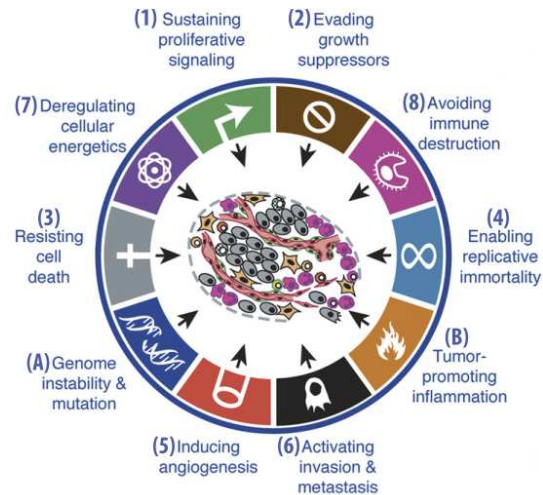 (1) Sustaining
proliferative
signaling
(2) Evading
growth
suppressors
(7) Deregulating
cellular
energetics
(8) Avoiding
immune
destruction
(3)
Resisting
cell
death
(4)
Enabling
replicative
immortality
(A) Genome
instability &
mutation
(B)
Tumor-
promoting
inflammation
(5) Inducing
angiogenesis
(6) Activating
invasion &
metastasis